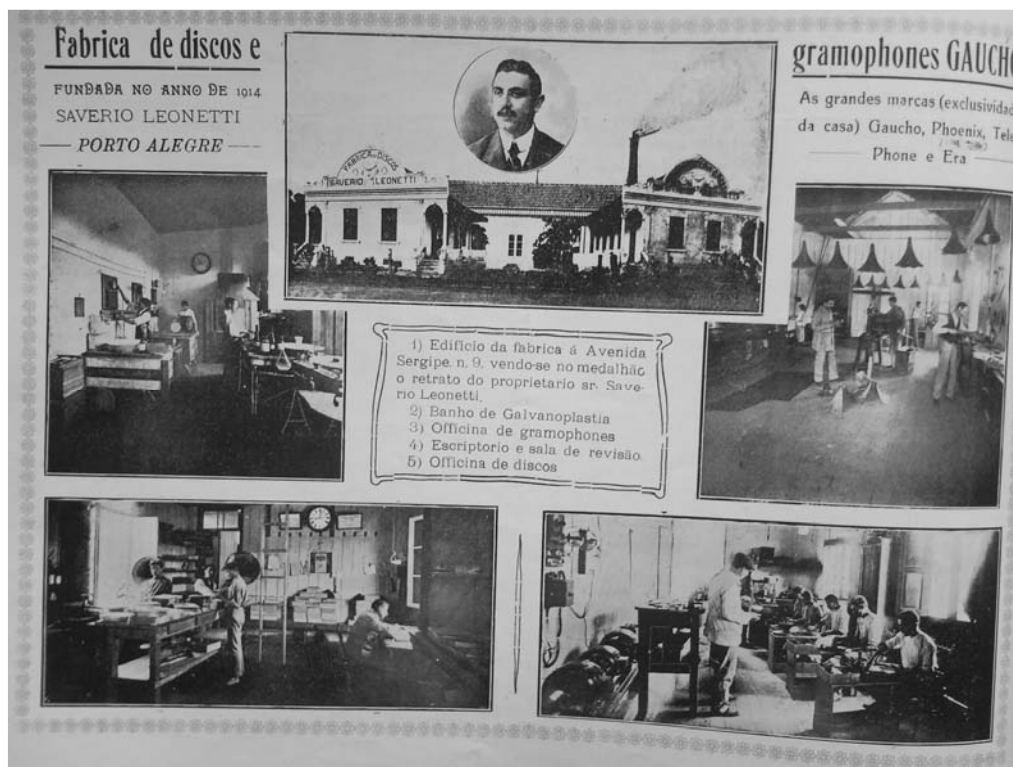 Fabrica de discos e
FUNDADA NO ANNO DE 1914
SAVERIO LEONETTI
PORTO ALEGRE
gramophones GAUCHO
As grandes marcas (exclusividad
da casa) Gaucho, Phoenix, Tele
Phone e Era
FABRICA DE DISCOS
SAVERIO LEONETTI
1) Edificio da fabrica á Avenida
Sergipe, n. 9, vendo-se no medalhão
o retrato do proprietario sr. Save-
rio Leonetti.
2) Banho de Galvanoplastia
3) Officina de gramophones
4) Escriptorio e sala de revisão
5) Officina de discos